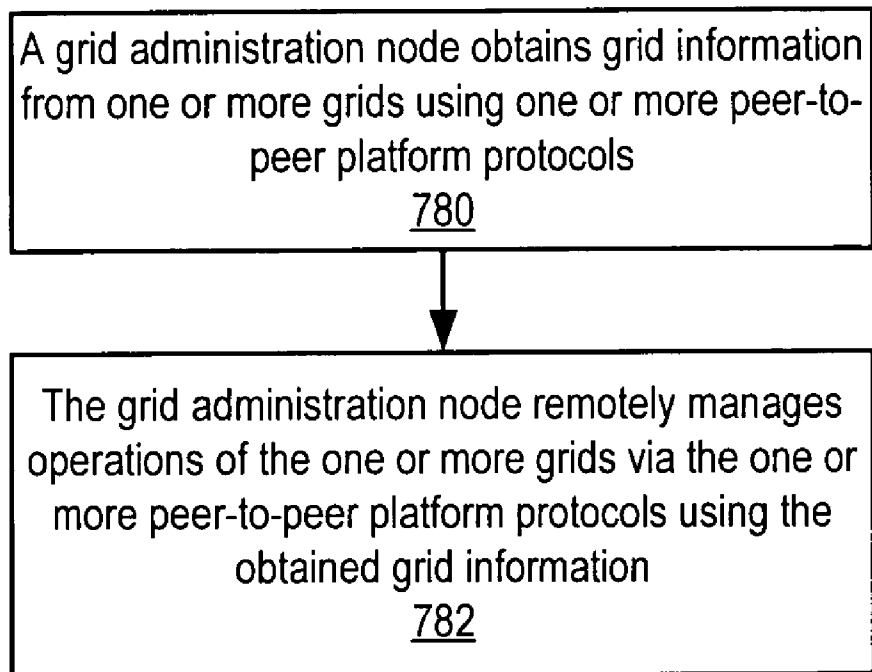 A grid administration node obtains grid information
from one or more grids using one or more peer-to-
peer platform protocols
780
The grid administration node remotely manages
operations of the one or more grids via the one or
more peer-to-peer platform protocols using the
obtained grid information
782